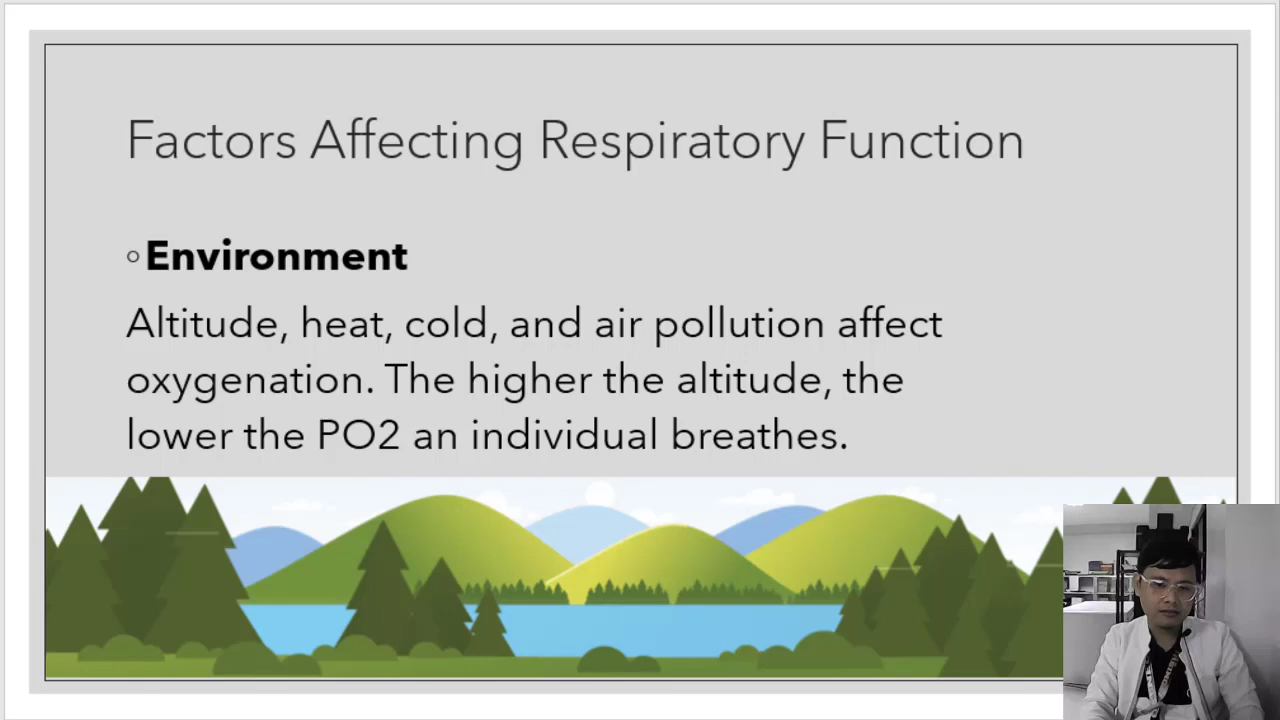 Factors Affecting Respiratory Function
◦Environment
Altitude, heat, cold, and air pollution affect
oxygenation. The higher the altitude, the
lower the PO2 an individual breathes.